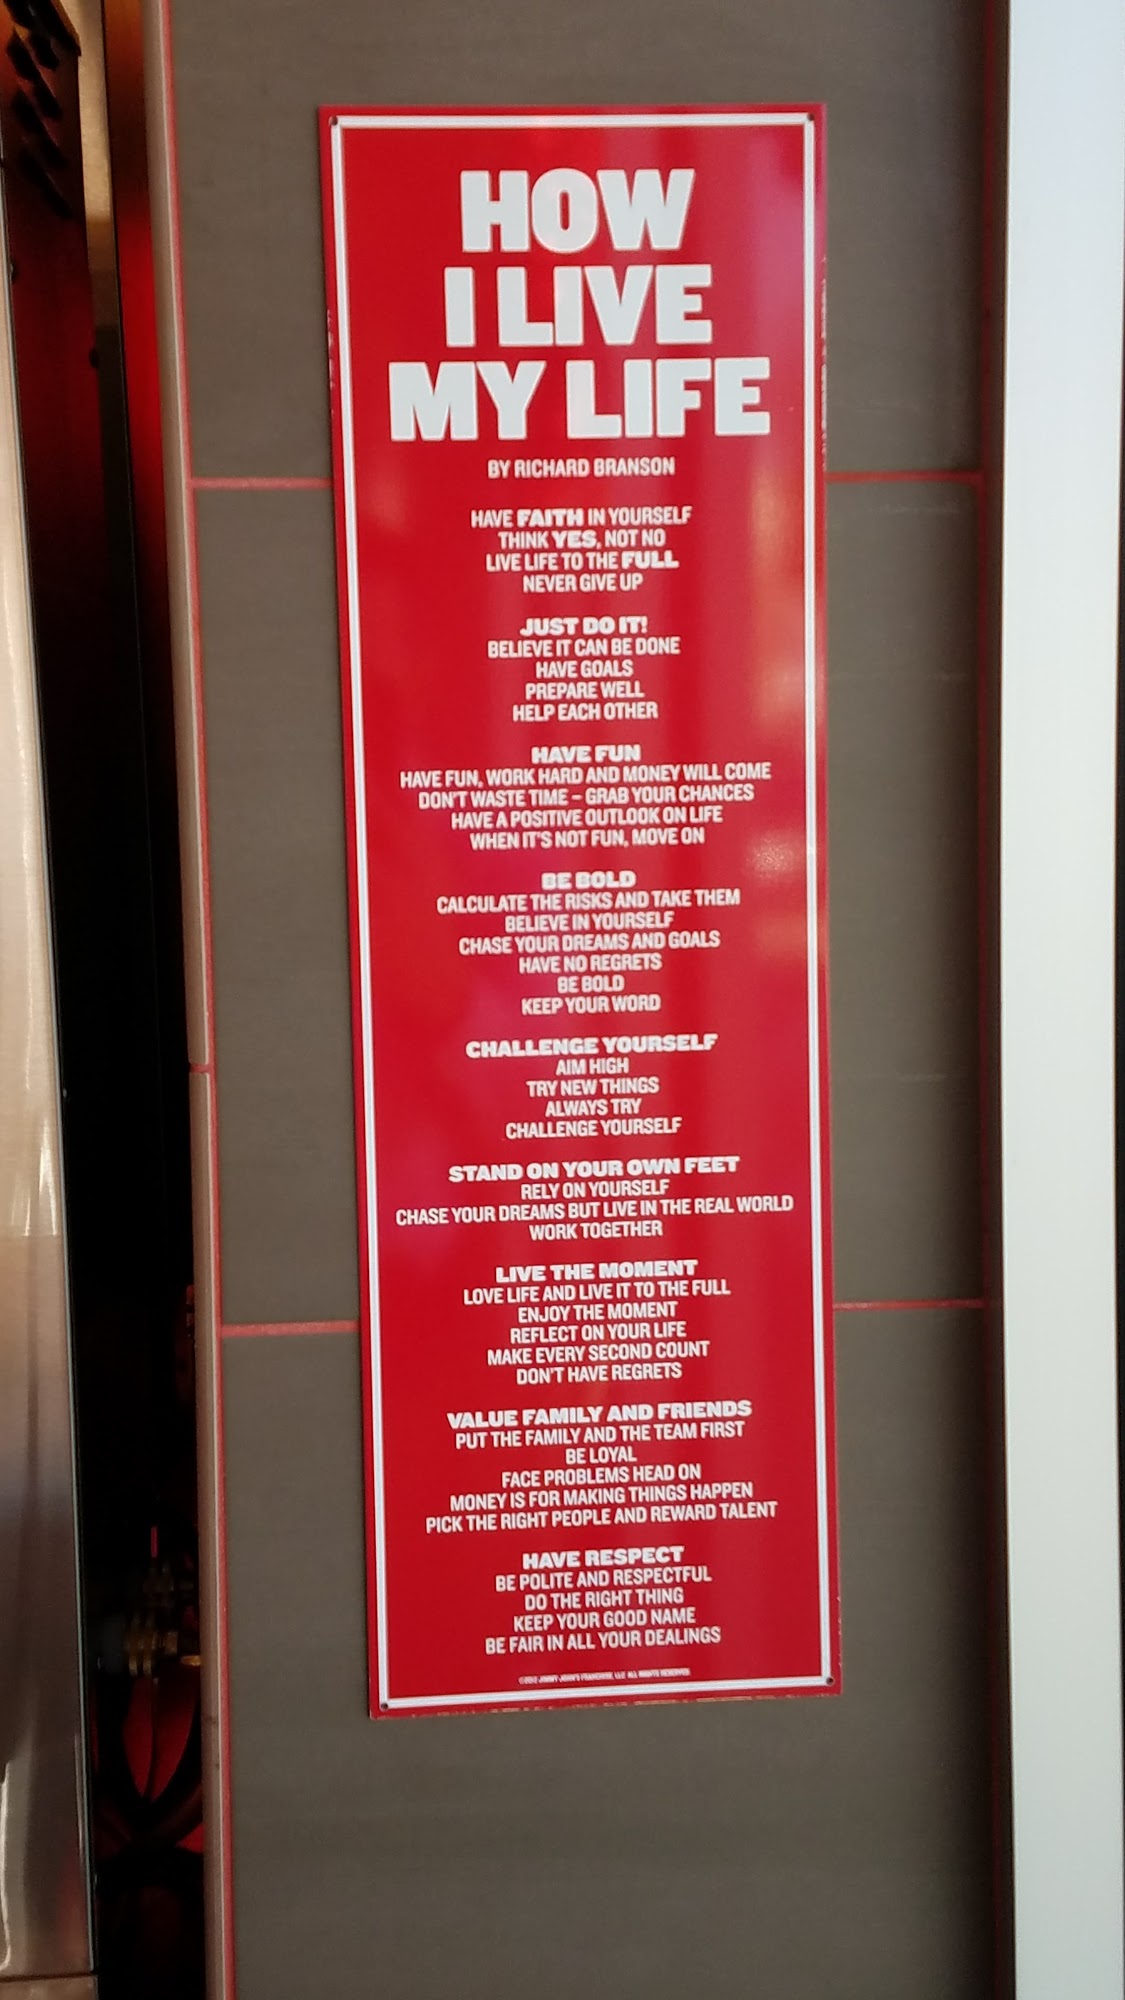 HOW
I LIVE
MY LIFE
BY RICHARD BRANSON
HAVE FAITH IN YOURSELF
THINK YES, NOT NO
LIVE LIFE TO THE FULL
NEVER GIVE UP
JUST DO IT!
BELIEVE IT CAN BE DONE
HAVE GOALS
PREPARE WELL
HELP EACH OTHER
HAVE FUN
HAVE FUN, WORK HARD AND MONEY WILL COME
DON'T WASTE TIME – GRAB YOUR CHANCES
HAVE A POSITIVE OUTLOOK ON LIFE
WHEN IT'S NOT FUN, MOVE ON
BE BOLD
CALCULATE THE RISKS AND TAKE THEM
BELIEVE IN YOURSELF
CHASE YOUR DREAMS AND GOALS
HAVE NO REGRETS
BE BOLD
KEEP YOUR WORD
CHALLENGE YOURSELF
AIM HIGH
TRY NEW THINGS
ALWAYS TRY
CHALLENGE YOURSELF
STAND ON YOUR OWN FEET
RELY ON YOURSELF
CHASE YOUR DREAMS BUT LIVE IN THE REAL WORLD
WORK TOGETHER
LIVE THE MOMENT
LOVE LIFE AND LIVE IT TO THE FULL
ENJOY THE MOMENT
REFLECT ON YOUR LIFE
MAKE EVERY SECOND COUNT
DON'T HAVE REGRETS
VALUE FAMILY AND FRIENDS
PUT THE FAMILY AND THE TEAM FIRST
BE LOYAL
FACE PROBLEMS HEAD ON
MONEY IS FOR MAKING THINGS HAPPEN
PICK THE RIGHT PEOPLE AND REWARD TALENT
HAVE RESPECT
BE POLITE AND RESPECTFUL
DO THE RIGHT THING
KEEP YOUR GOOD NAME
BE FAIR IN ALL YOUR DEALINGS
JIMMY JOHN'S FRANCHISE, LLC ALL RIGHTS RESERVED